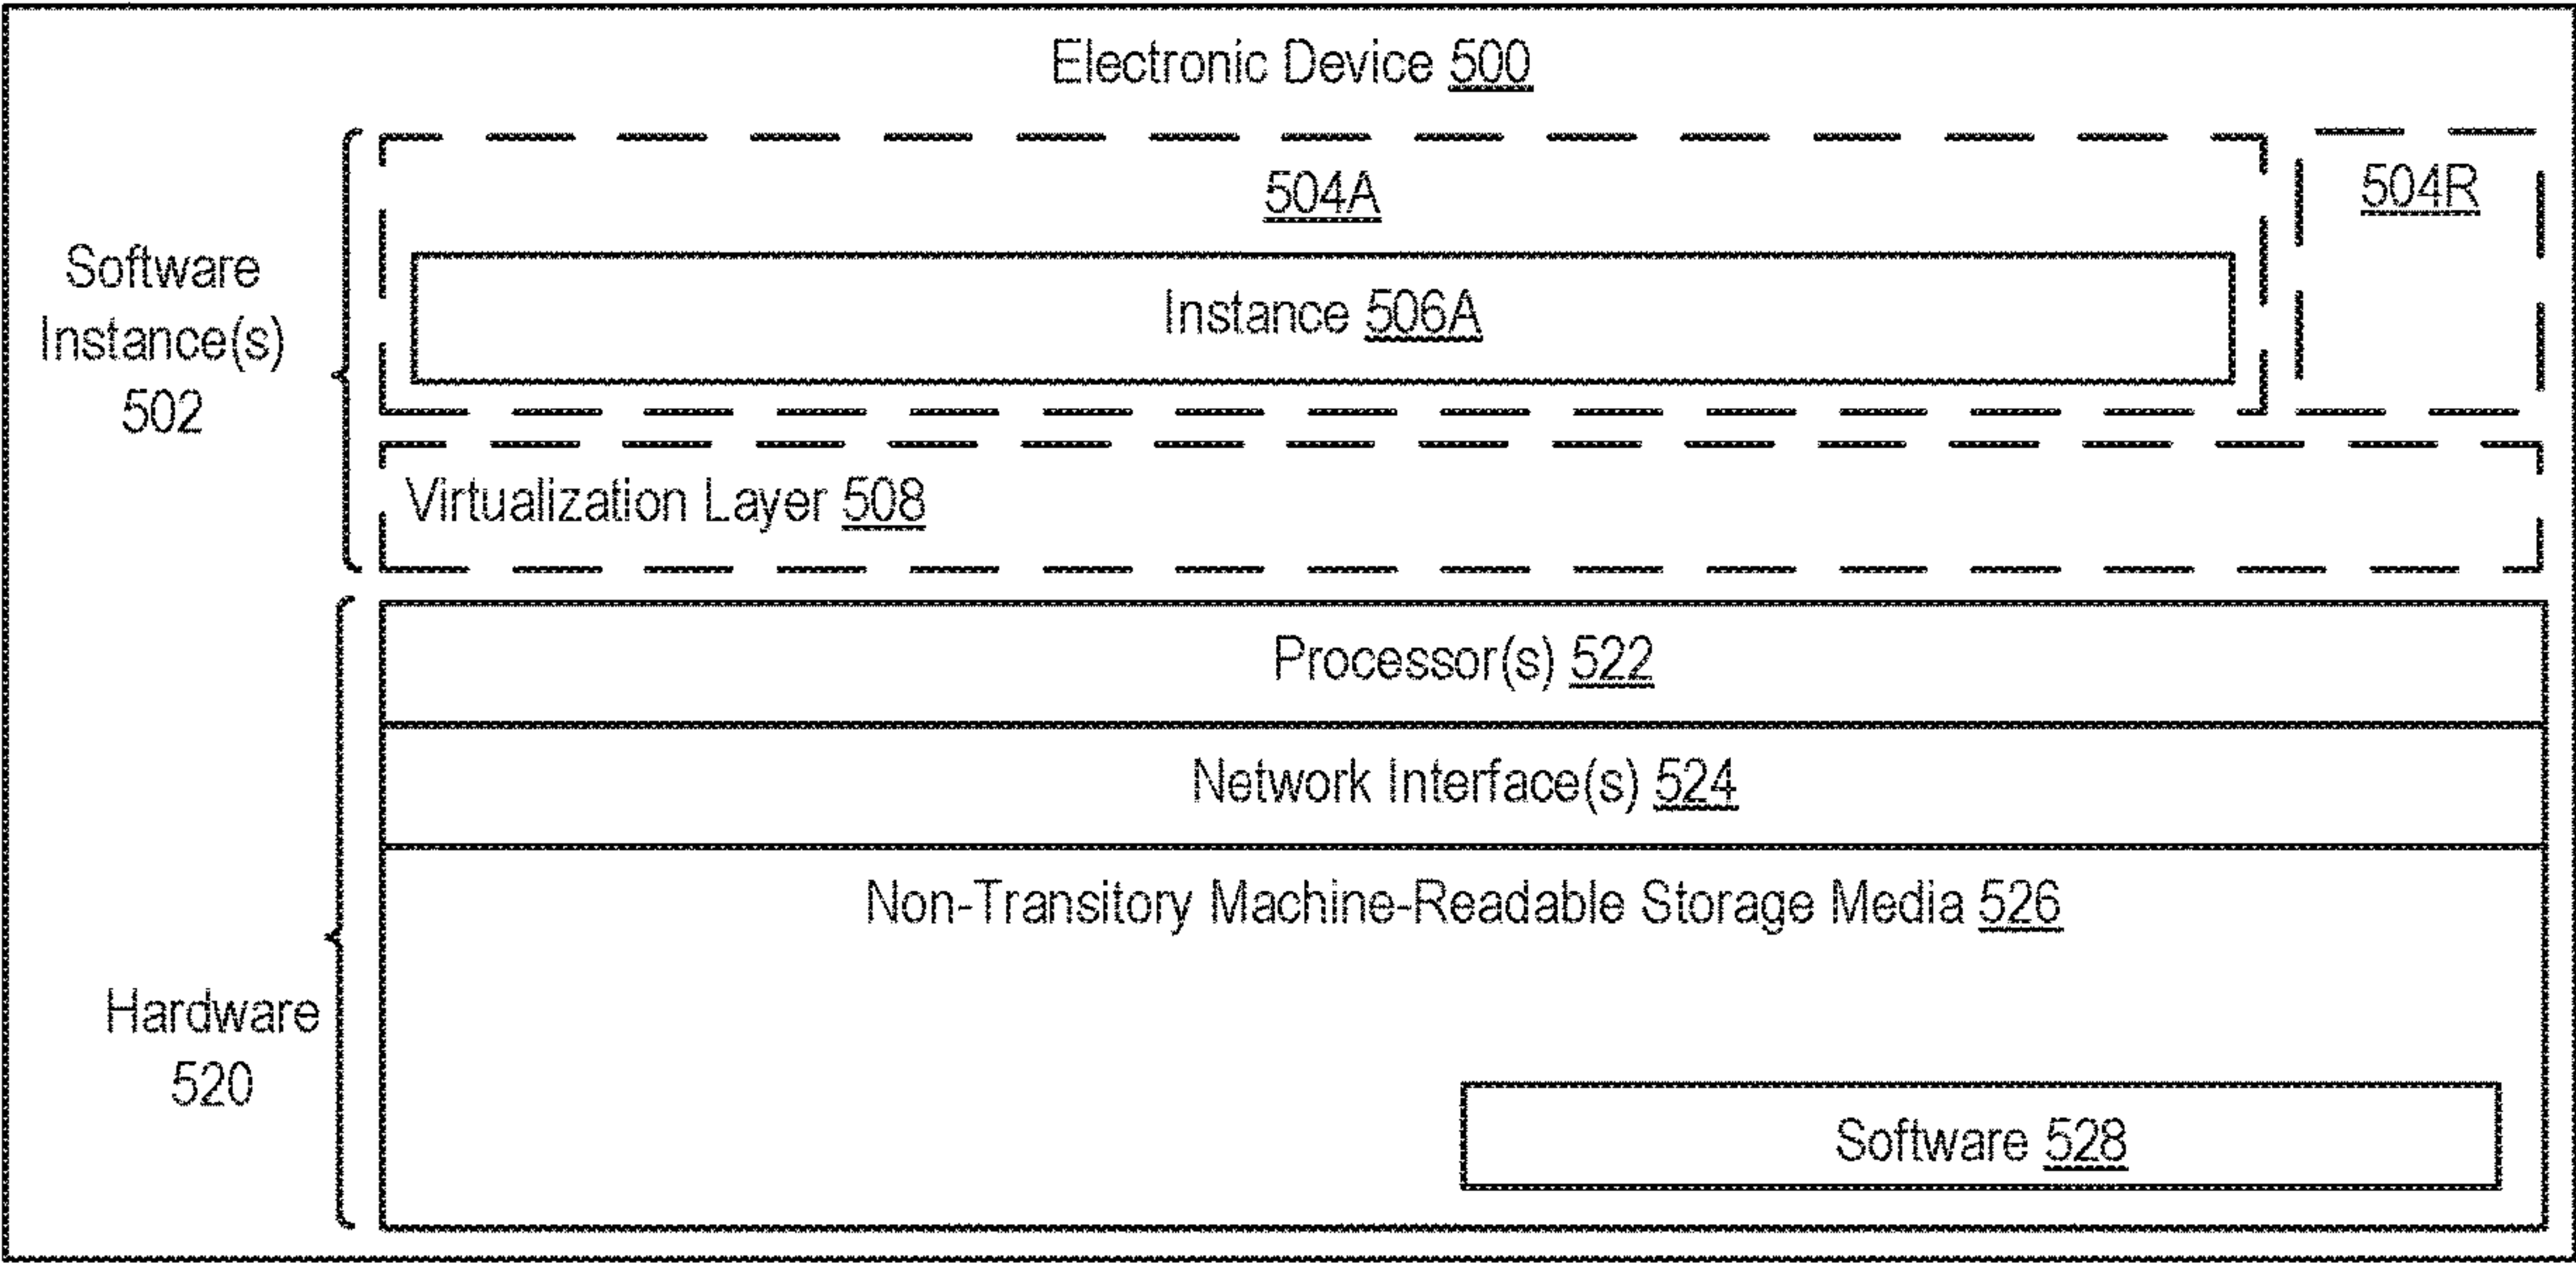 Electronic Device 500
504A
504R
Software
Instance(s)
502
Instance 506A
Virtualization Layer 508
Processor(s) 522
Network Interface(s) 524
Non-Transitory Machine-Readable Storage Media 526
Hardware
520
Software 528